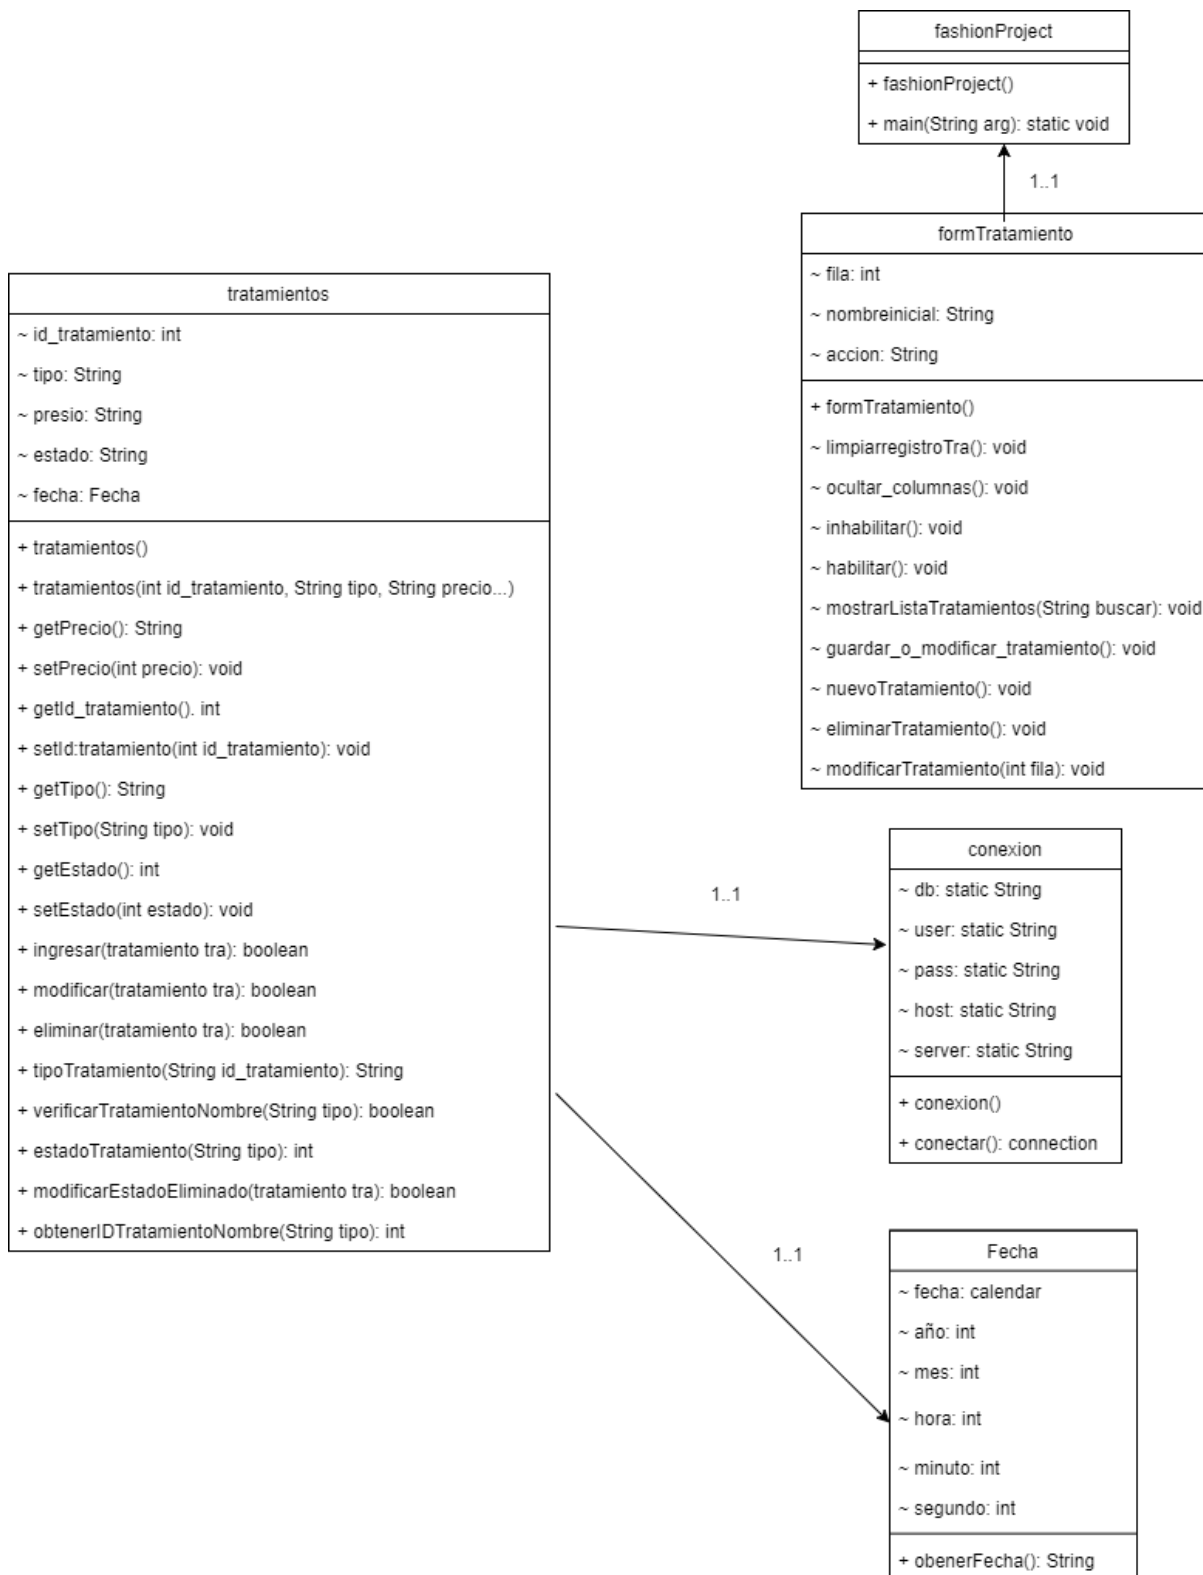 fashionProject
+ fashionProject()
+ main(String arg): static void
1..1
formTratamiento
~ fila: int
~ nombreinicial: String
~ accion: String
+ formTratamiento()
~ limpiarregistroTra(): void
~ ocultar_columnas(): void
~ inhabilitar(): void
~ habilitar(): void
~ mostrarListaTratamientos(String buscar): void
~ guardar_o_modificar_tratamiento(): void
~ nuevoTratamiento(): void
~ eliminarTratamiento(): void
~ modificarTratamiento(int fila): void
tratamientos
~ id_tratamiento: int
~ tipo: String
~ presio: String
~ estado: String
~ fecha: Fecha
+ tratamientos()
+ tratamientos(int id_tratamiento, String tipo, String precio...)
+ getPrecio(): String
+ setPrecio(int precio): void
+ getId_tratamiento(). int
+ setId:tratamiento(int id_tratamiento): void
+ getTipo(): String
+ setTipo(String tipo): void
+ getEstado(): int
+ setEstado(int estado): void
+ ingresar(tratamiento tra): boolean
+ modificar(tratamiento tra): boolean
+ eliminar(tratamiento tra): boolean
+ tipoTratamiento(String id_tratamiento): String
+ verificarTratamientoNombre(String tipo): boolean
+ estadoTratamiento(String tipo): int
+ modificarEstadoEliminado(tratamiento tra): boolean
+ obtenerIDTratamientoNombre(String tipo): int
1..1
conexion
~ db: static String
~ user: static String
~ pass: static String
~ host: static String
~ server: static String
+ conexion()
+ conectar(): connection
1..1
Fecha
~ fecha: calendar
~ año: int
~ mes: int
~ hora: int
~ minuto: int
~ segundo: int
+ obenerFecha(): String